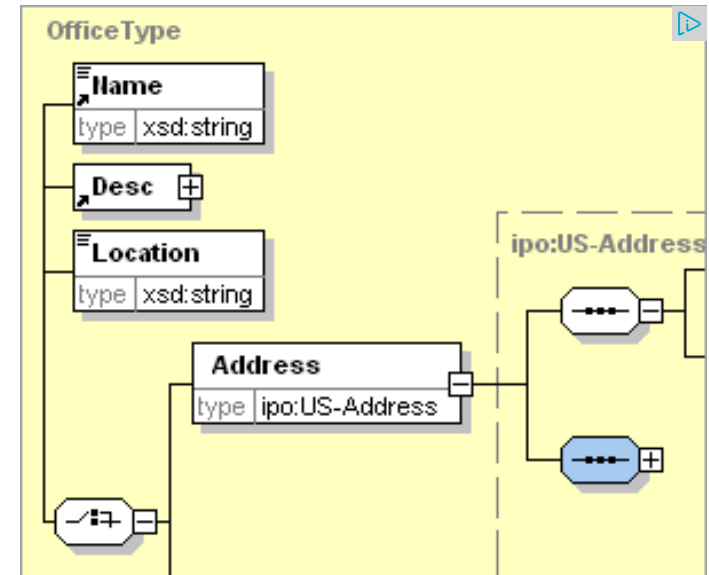 OfficeType
Name
type xsd:string
Desc
Location
type xsd:string
ipo:US-Address
Address
type ipo:US-Address